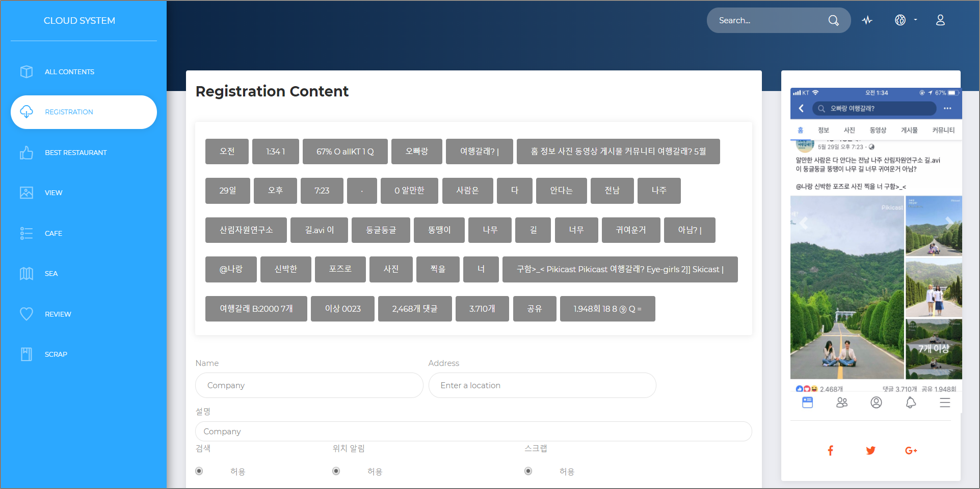 CLOUD SYSTEM
ALL CONTENTS
REGISTRATION
BEST RESTAURANT
VIEW
CAFE
SEA
REVIEW
SCRAP
Search...
Registration Content
오전 1:34 1 67% O allKT 1 Q 오빠랑 여행갈래? | 홈 정보 사진 동영상 게시물 커뮤니티 여행갈래? 5월
29일 오후 7:23 · 0 알만한 사람은 다 안다는 전남 나주
산림자원연구소 길.avi 이 둥글둥글 뚱땡이 나무 길 너무 귀여운거 아님? |
@나랑 신박한 포즈로 사진 찍을 너 구함>_< Pikicast Pikicast 여행갈래? Eye-girls 2]] Skicast |
여행갈래 B:2000 7개 이상 0023 2,468개 댓글 3.710개 공유 1.948회 18 8 ⑨ Q =
Name
Address
Company
Enter a location
설명
Company
검색
위치 알림
스크랩
허용
허용
허용
KT 오전 1:34 67%
오빠랑 여행갈래?
홈 정보 사진 동영상 게시물 커뮤니티
5월 29일 오후 7:23 ·
알만한 사람은 다 안다는 전남 나주 산림자원연구소 길.avi
이 둥글둥글 뚱땡이 나무 길 너무 귀여운거 아님?
@나랑 신박한 포즈로 사진 찍을 너 구함>_<
7개 이상
2,468개 댓글 3,710개 공유 1,948회
G+